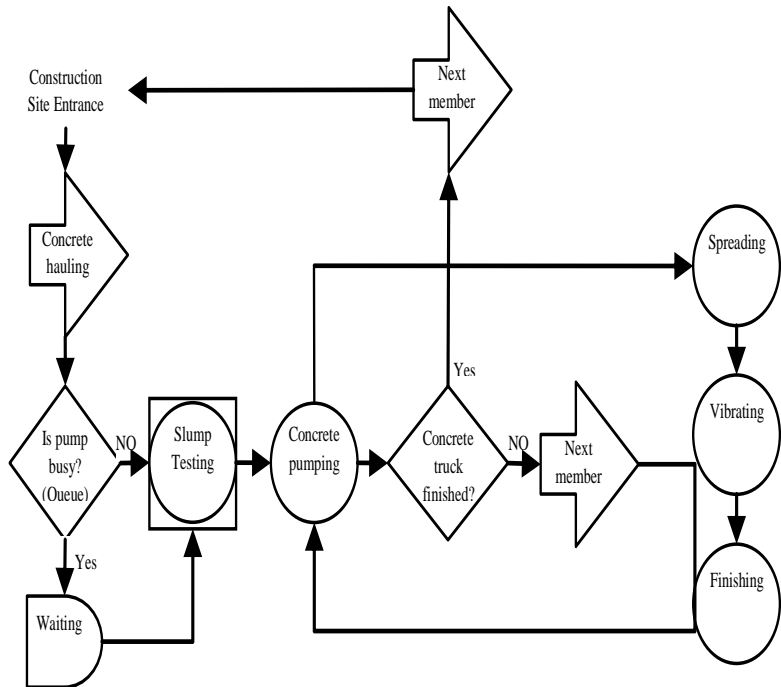 Next
member
Construction
Site Entrance
Concrete
hauling
Spreading
Yes
Is pump
busy?
(Oueue)
NO
Slump
Testing
Concrete
pumping
Concrete
truck
finished?
NO
Next
member
Vibrating
Yes
Waiting
Finishing